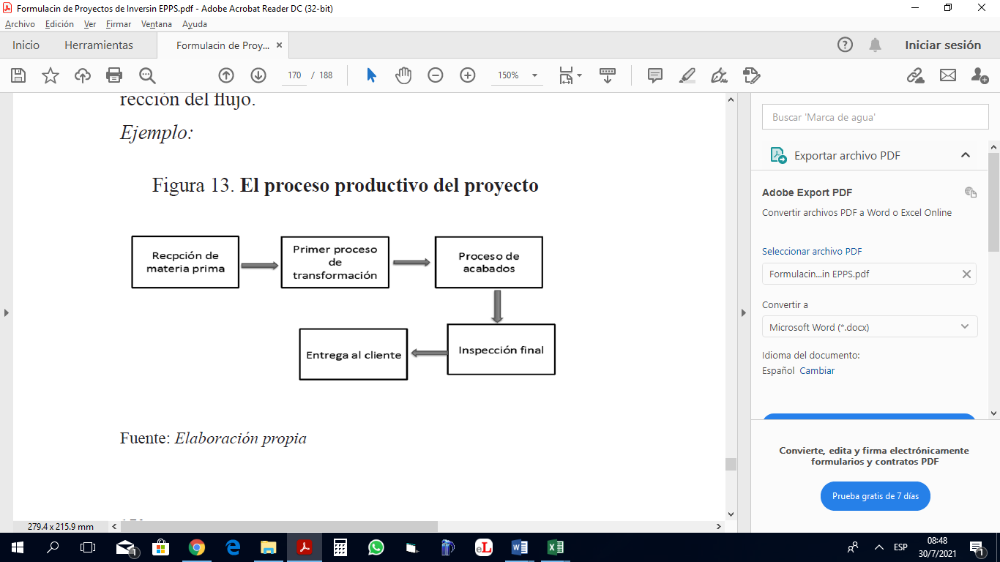 Formulacin de Proyectos de Inversin EPPS.pdf - Adobe Acrobat Reader DC (32-bit)
Archivo Edición Ver Firmar Ventana Ayuda
Inicio Herramientas Formulacin de Proy... × Iniciar sesión
170 / 188 150%
rección del flujo.
Ejemplo:
Figura 13. El proceso productivo del proyecto
Recpción de
materia prima
Primer proceso
de
transformación
Proceso de
acabados
Inspección final
Entrega al cliente
Fuente: Elaboración propia
279.4 x 215.9 mm
Buscar 'Marca de agua'
Exportar archivo PDF
Adobe Export PDF
Convertir archivos PDF a Word o Excel Online
Seleccionar archivo PDF
Formulacin...in EPPS.pdf
Convertir a
Microsoft Word (*.docx)
Idioma del documento:
Español Cambiar
Convierte, edita y firma electrónicamente
formularios y contratos PDF
Prueba gratis de 7 días
1
eL
ESP
08:48
30/7/2021
1